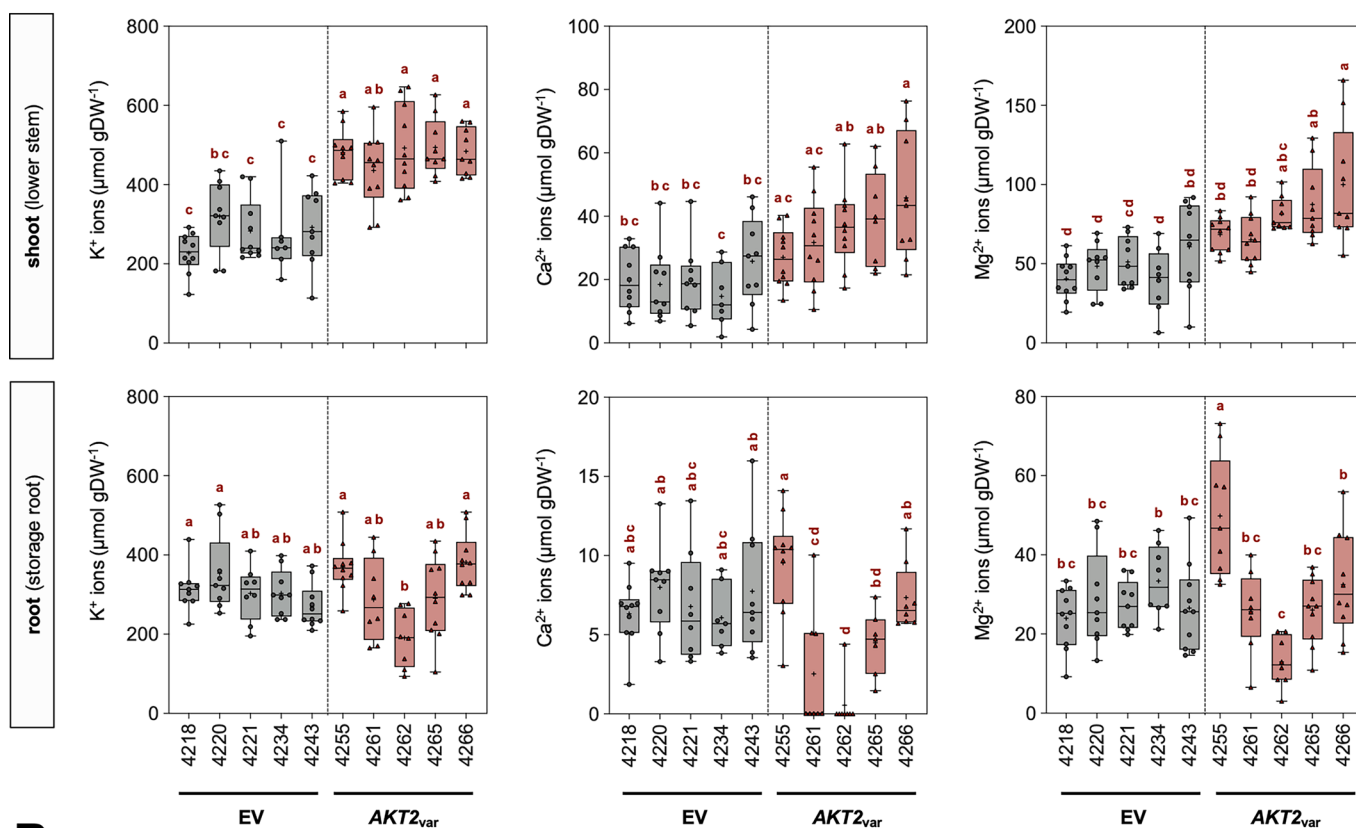 shoot (lower stem)
K⁺ ions (µmol gDW⁻¹)
800
600
400
200
0
c
b c
c
c
c
a
a b
a
a
a
Ca²⁺ ions (µmol gDW⁻¹)
100
80
60
40
20
0
b c
b c
b c
c
b c
a c
a c
a b
a b
a
Mg²⁺ ions (µmol gDW⁻¹)
200
150
100
50
0
d
d
c d
d
b d
b d
b d
a b c
a b
a
root (storage root)
K⁺ ions (µmol gDW⁻¹)
800
600
400
200
0
a
a
a b
a b
a b
a
a b
b
a b
a
4218
4220
4221
4234
4243
4255
4261
4262
4265
4266
EV
AKT2var
Ca²⁺ ions (µmol gDW⁻¹)
20
15
10
5
0
a b c
a b
a b c
a b c
a b
a
c d
d
b d
a b
4218
4220
4221
4234
4243
4255
4261
4262
4265
4266
EV
AKT2var
Mg²⁺ ions (µmol gDW⁻¹)
80
60
40
20
0
b c
b c
b c
b
b c
a
b c
c
b c
b
4218
4220
4221
4234
4243
4255
4261
4262
4265
4266
EV
AKT2var